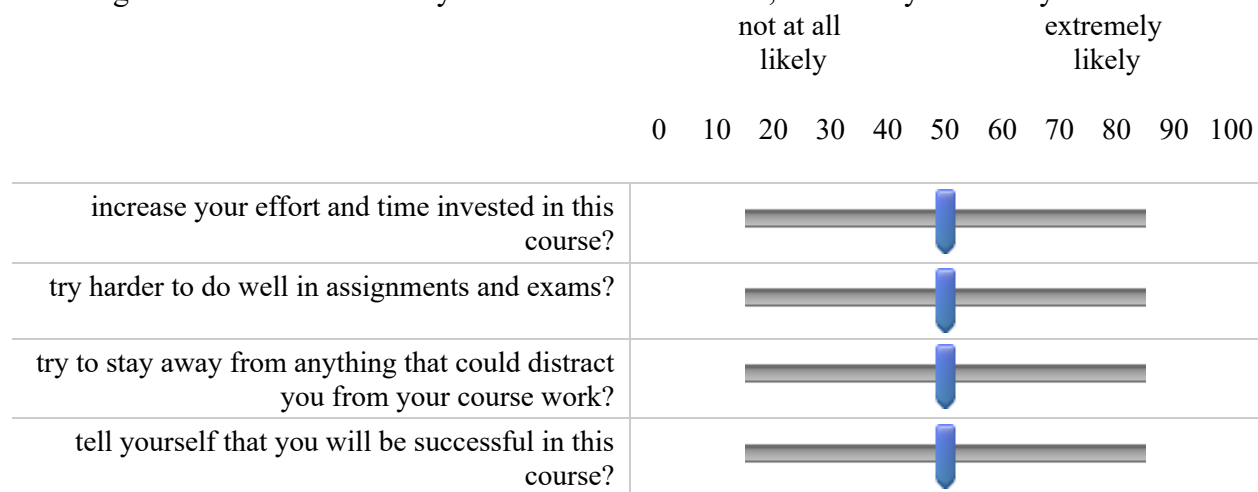 not at all extremely
likely likely
0 10 20 30 40 50 60 70 80 90 100
increase your effort and time invested in this
course?
try harder to do well in assignments and exams?
try to stay away from anything that could distract
you from your course work?
tell yourself that you will be successful in this
course?